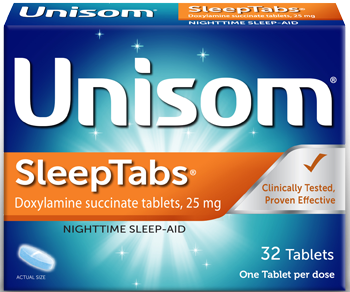 SleepTabs®
Doxylamine succinate tablets, 25 mg
NIGHTTIME SLEEP-AID
Unisom®
SleepTabs®
Doxylamine succinate tablets, 25 mg
Clinically Tested,
Proven Effective
NIGHTTIME SLEEP-AID
32 Tablets
One Tablet per dose
ACTUAL SIZE